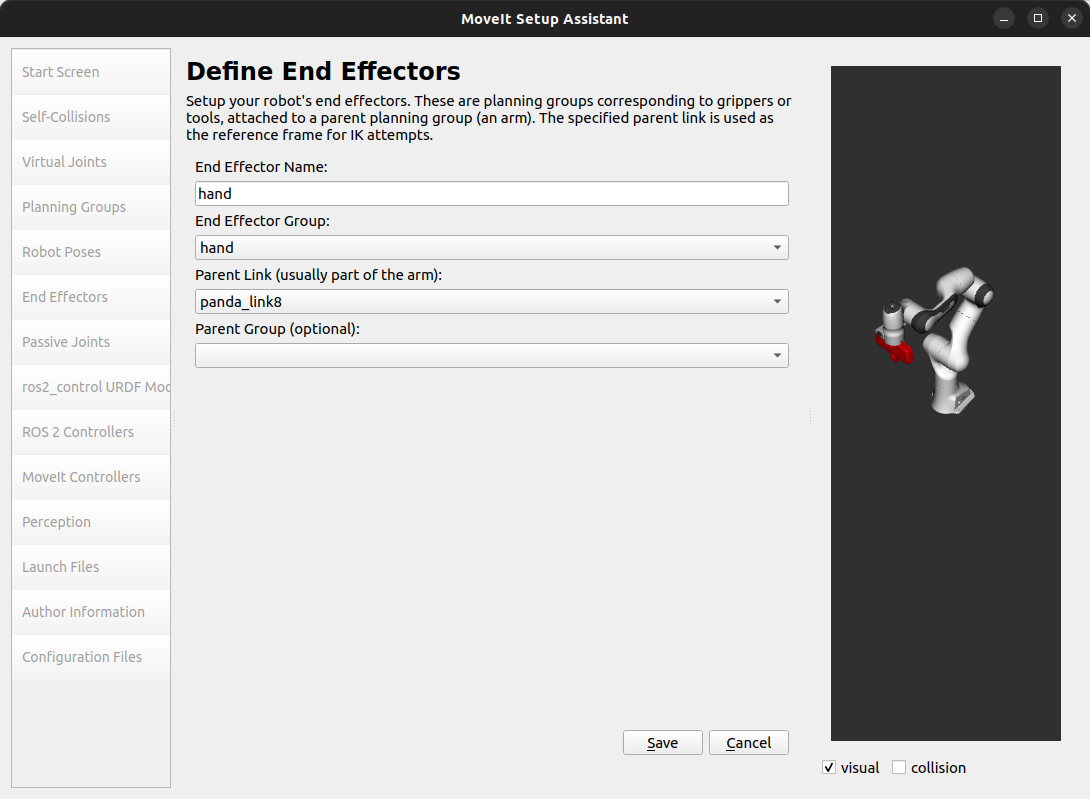 MoveIt Setup Assistant
Start Screen
Self-Collisions
Virtual Joints
Planning Groups
Robot Poses
End Effectors
Passive Joints
ros2_control URDF Moc
ROS 2 Controllers
MoveIt Controllers
Perception
Launch Files
Author Information
Configuration Files
Define End Effectors
Setup your robot's end effectors. These are planning groups corresponding to grippers or
tools, attached to a parent planning group (an arm). The specified parent link is used as
the reference frame for IK attempts.
End Effector Name:
hand
End Effector Group:
hand
Parent Link (usually part of the arm):
panda_link8
Parent Group (optional):
Save
Cancel
visual
collision